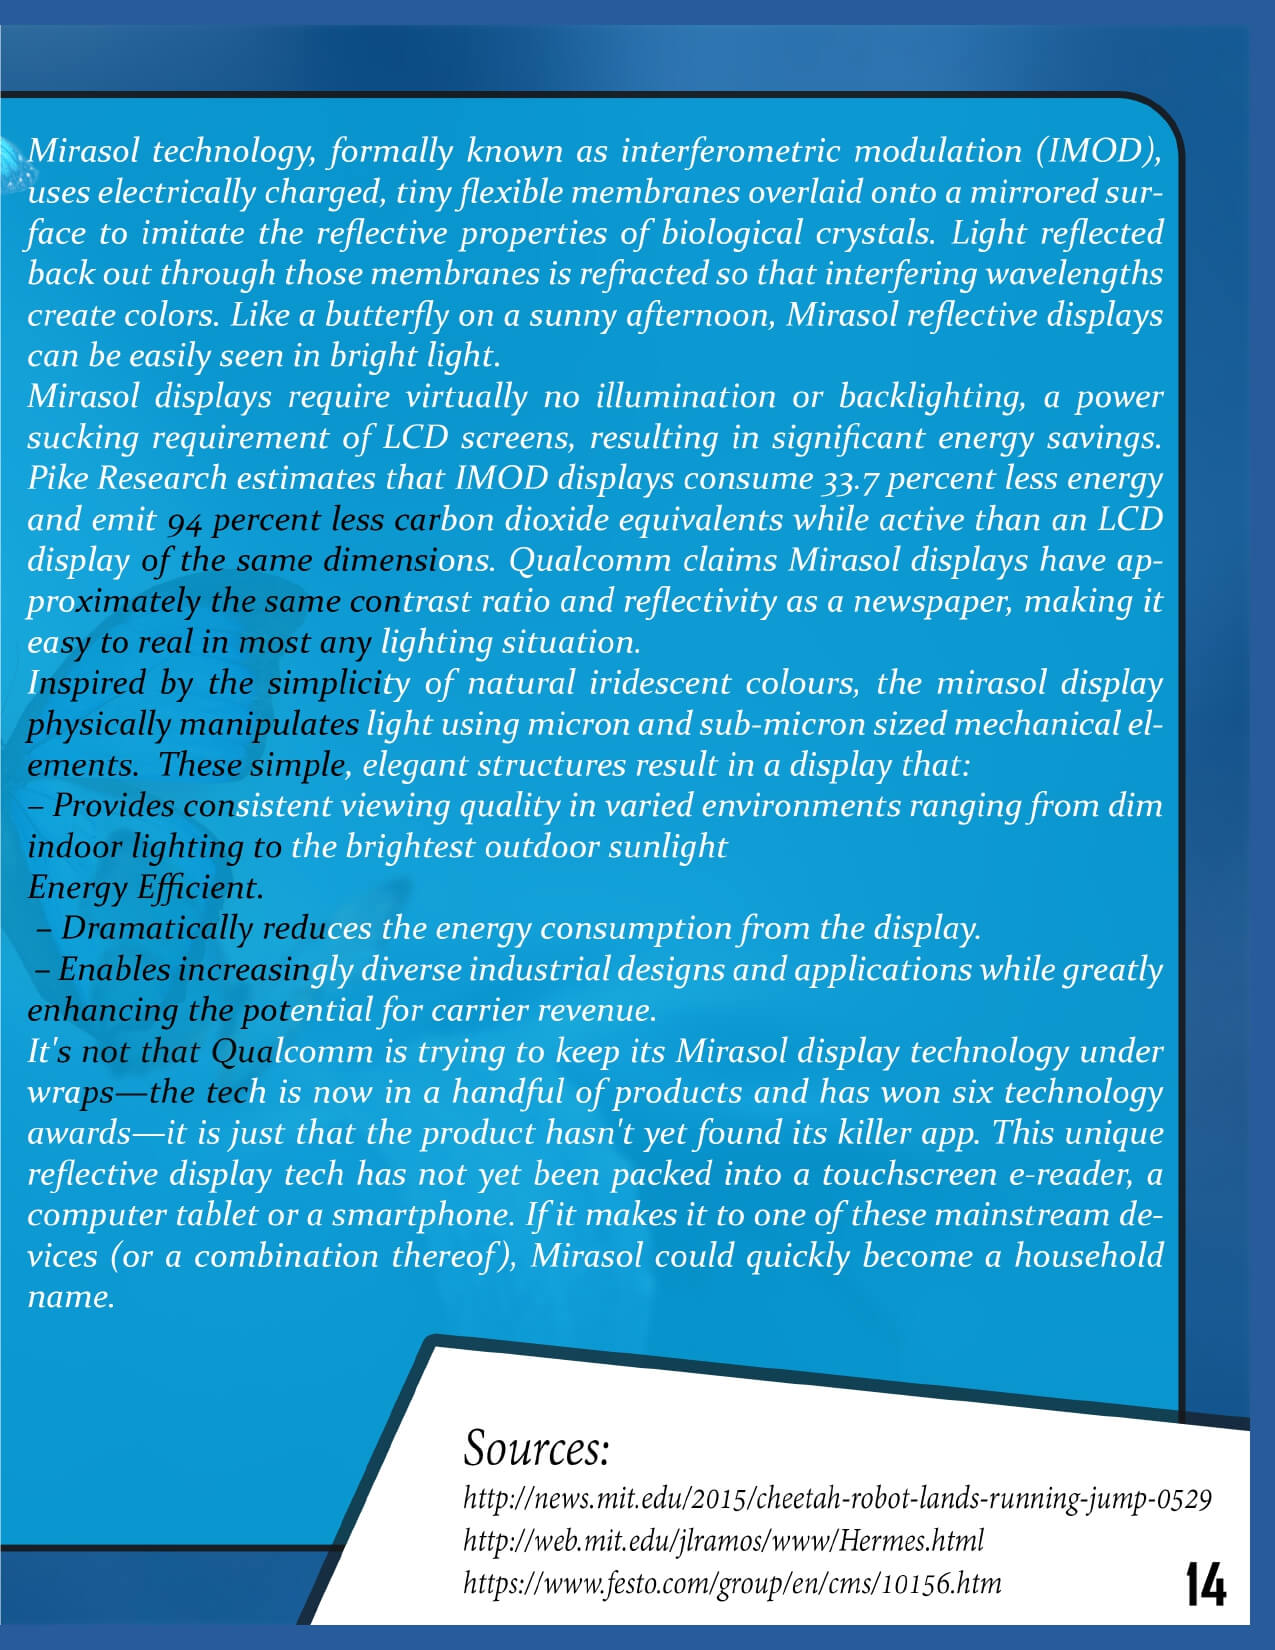 Mirasol technology, formally known as interferometric modulation (IMOD),
uses electrically charged, tiny flexible membranes overlaid onto a mirrored sur-
face to imitate the reflective properties of biological crystals. Light reflected
back out through those membranes is refracted so that interfering wavelengths
create colors. Like a butterfly on a sunny afternoon, Mirasol reflective displays
can be easily seen in bright light.
Mirasol displays require virtually no illumination or backlighting, a power
sucking requirement of LCD screens, resulting in significant energy savings.
Pike Research estimates that IMOD displays consume 33.7 percent less energy
and emit 94 percent less carbon dioxide equivalents while active than an LCD
display of the same dimensions. Qualcomm claims Mirasol displays have ap-
proximately the same contrast ratio and reflectivity as a newspaper, making it
easy to real in most any lighting situation.
Inspired by the simplicity of natural iridescent colours, the mirasol display
physically manipulates light using micron and sub-micron sized mechanical el-
ements. These simple, elegant structures result in a display that:
– Provides consistent viewing quality in varied environments ranging from dim
indoor lighting to the brightest outdoor sunlight
Energy Efficient.
– Dramatically reduces the energy consumption from the display.
– Enables increasingly diverse industrial designs and applications while greatly
enhancing the potential for carrier revenue.
It's not that Qualcomm is trying to keep its Mirasol display technology under
wraps—the tech is now in a handful of products and has won six technology
awards—it is just that the product hasn't yet found its killer app. This unique
reflective display tech has not yet been packed into a touchscreen e-reader, a
computer tablet or a smartphone. If it makes it to one of these mainstream de-
vices (or a combination thereof), Mirasol could quickly become a household
name.
Sources:
http://news.mit.edu/2015/cheetah-robot-lands-running-jump-0529
http://web.mit.edu/jlramos/www/Hermes.html
https://www.festo.com/group/en/cms/10156.htm
14